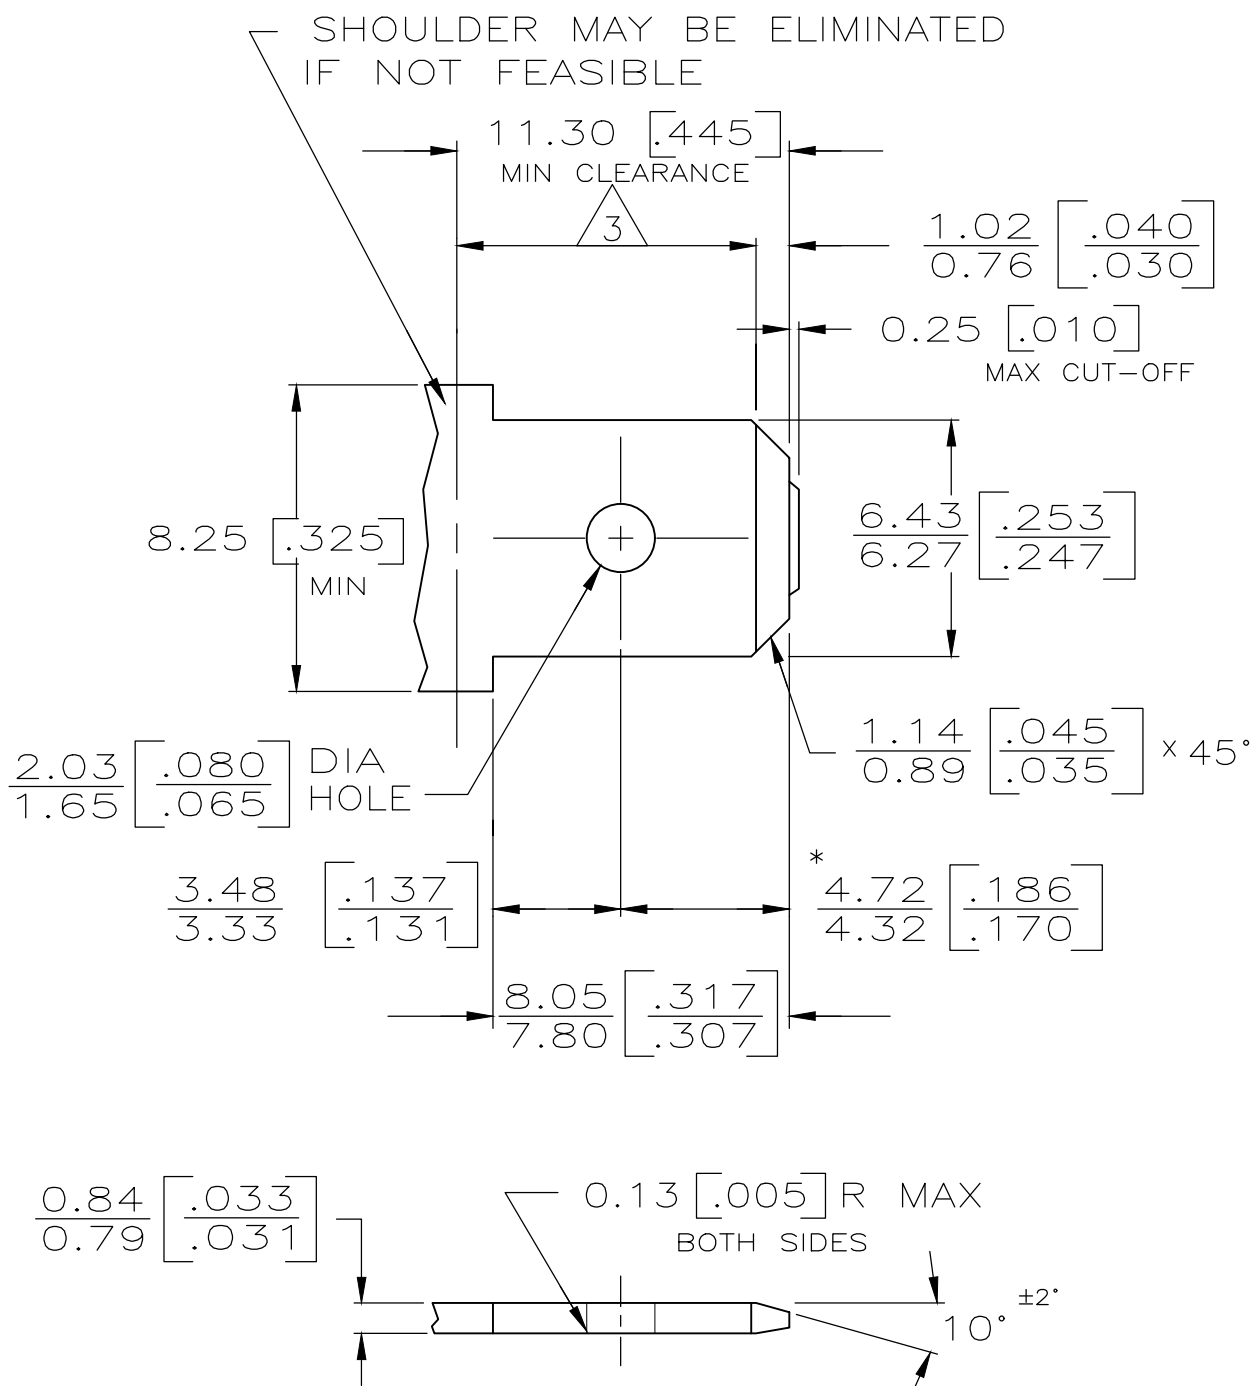 SHOULDER MAY BE ELIMINATED
IF NOT FEASIBLE
11.30 [.445]
MIN CLEARANCE
3
1.02 [.040
0.76 .030]
0.25 [.010]
MAX CUT-OFF
8.25 [.325]
MIN
6.43 [.253
6.27 .247]
2.03 [.080
1.65 .065]
DIA
HOLE
1.14 [.045
0.89 .035] x 45°
3.48 [.137
3.33 .131]
*
4.72 [.186
4.32 .170]
8.05 [.317
7.80 .307]
0.84 [.033
0.79 .031]
0.13 [.005] R MAX
BOTH SIDES
10° ±2°